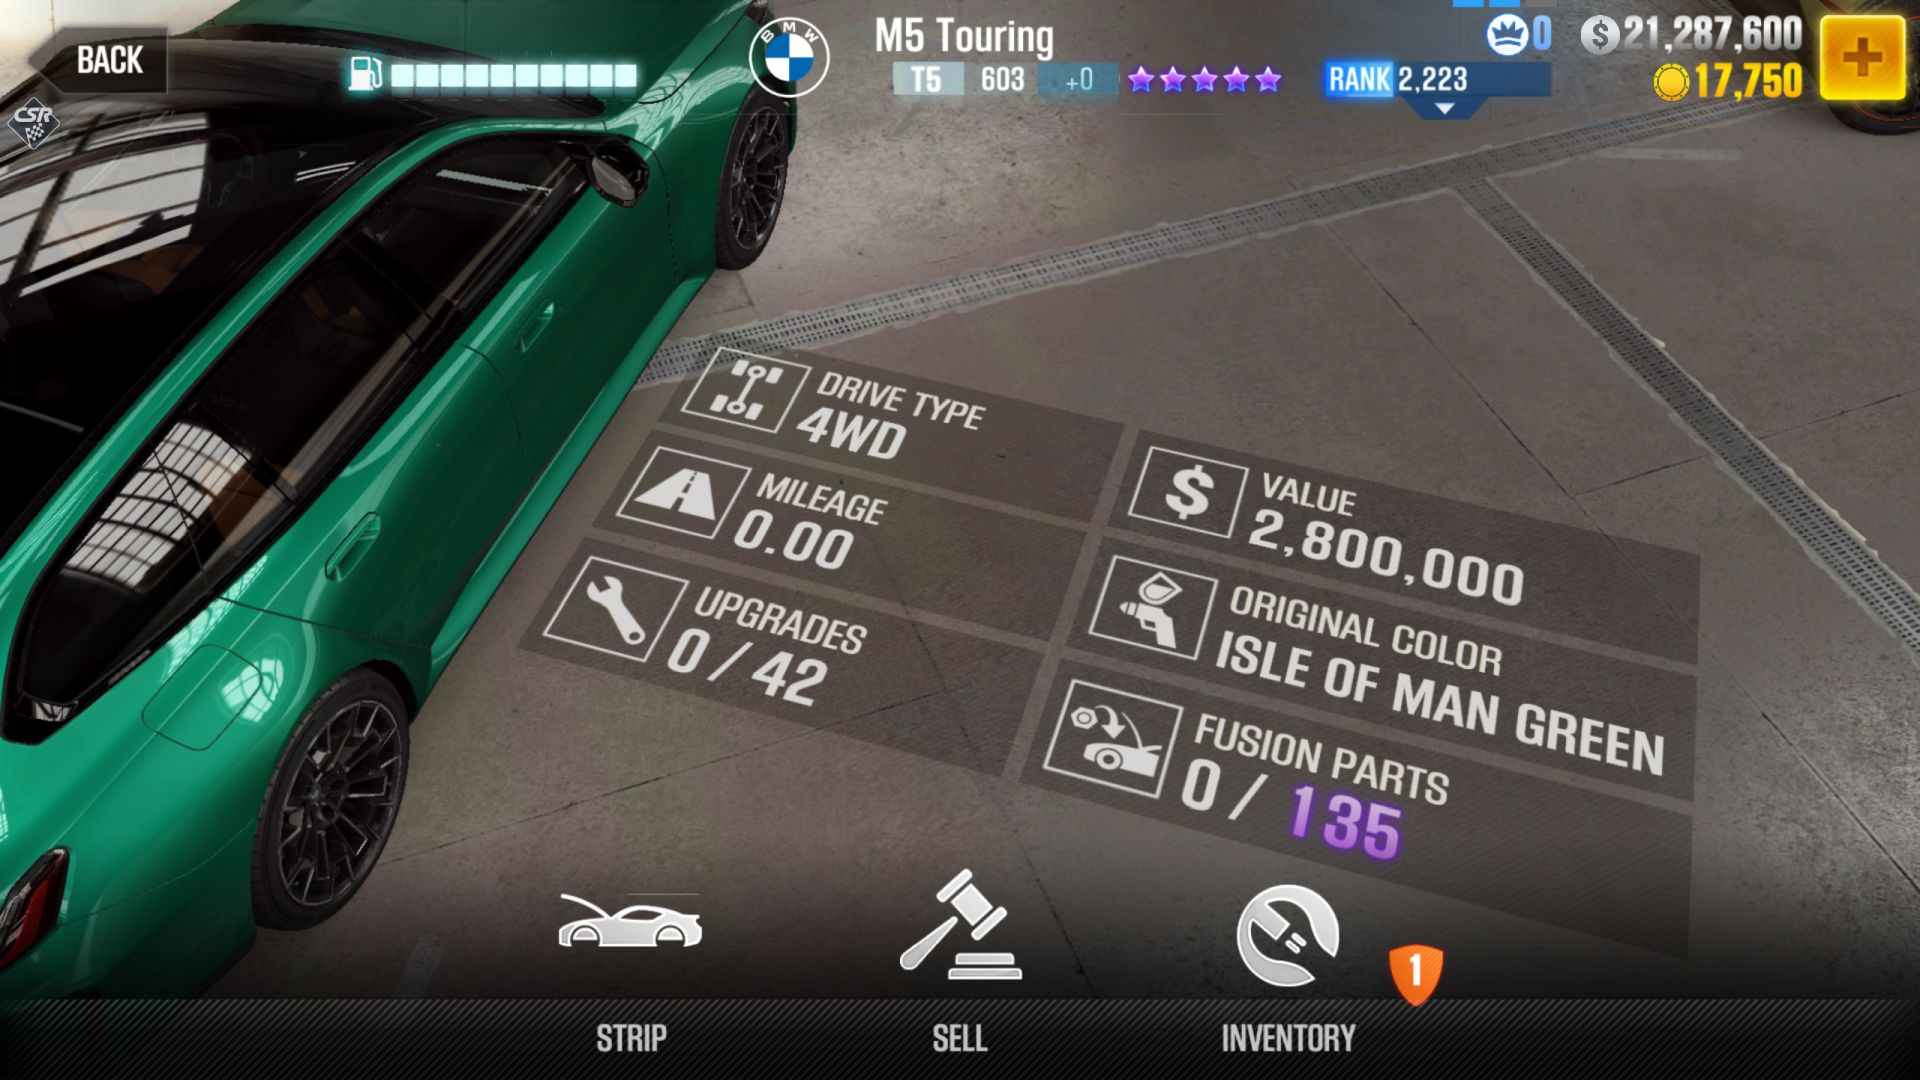 BACK
CSR
BMW
M5 Touring
T5 603 +0
RANK 2,223
0
$ 21,287,600
17,750
DRIVE TYPE
4WD
MILEAGE
0.00
UPGRADES
0 / 42
$
VALUE
2,800,000
ORIGINAL COLOR
ISLE OF MAN GREEN
FUSION PARTS
0 / 135
1
STRIP
SELL
INVENTORY